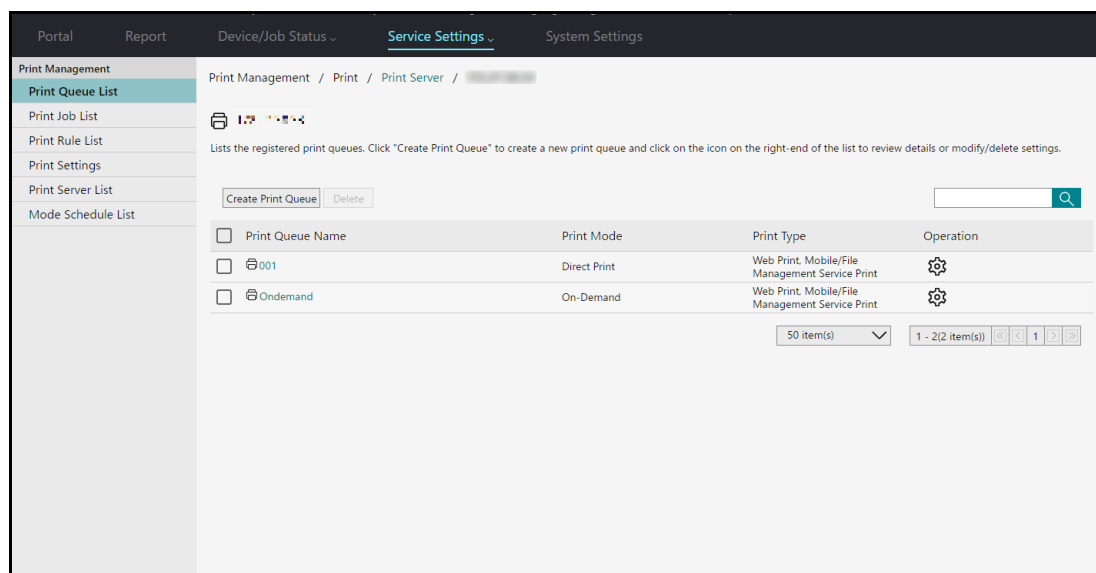 Portal Report Device/Job Status Service Settings System Settings
Print Management
Print Queue List
Print Job List
Print Rule List
Print Settings
Print Server List
Mode Schedule List
Print Management / Print / Print Server /
Lists the registered print queues. Click "Create Print Queue" to create a new print queue and click on the icon on the right-end of the list to review details or modify/delete settings.
Create Print Queue Delete
Print Queue Name Print Mode Print Type Operation
001 Direct Print Web Print, Mobile/File
Management Service Print
Ondemand On-Demand Web Print, Mobile/File
Management Service Print
50 item(s) 1 - 2(2 item(s)) 1